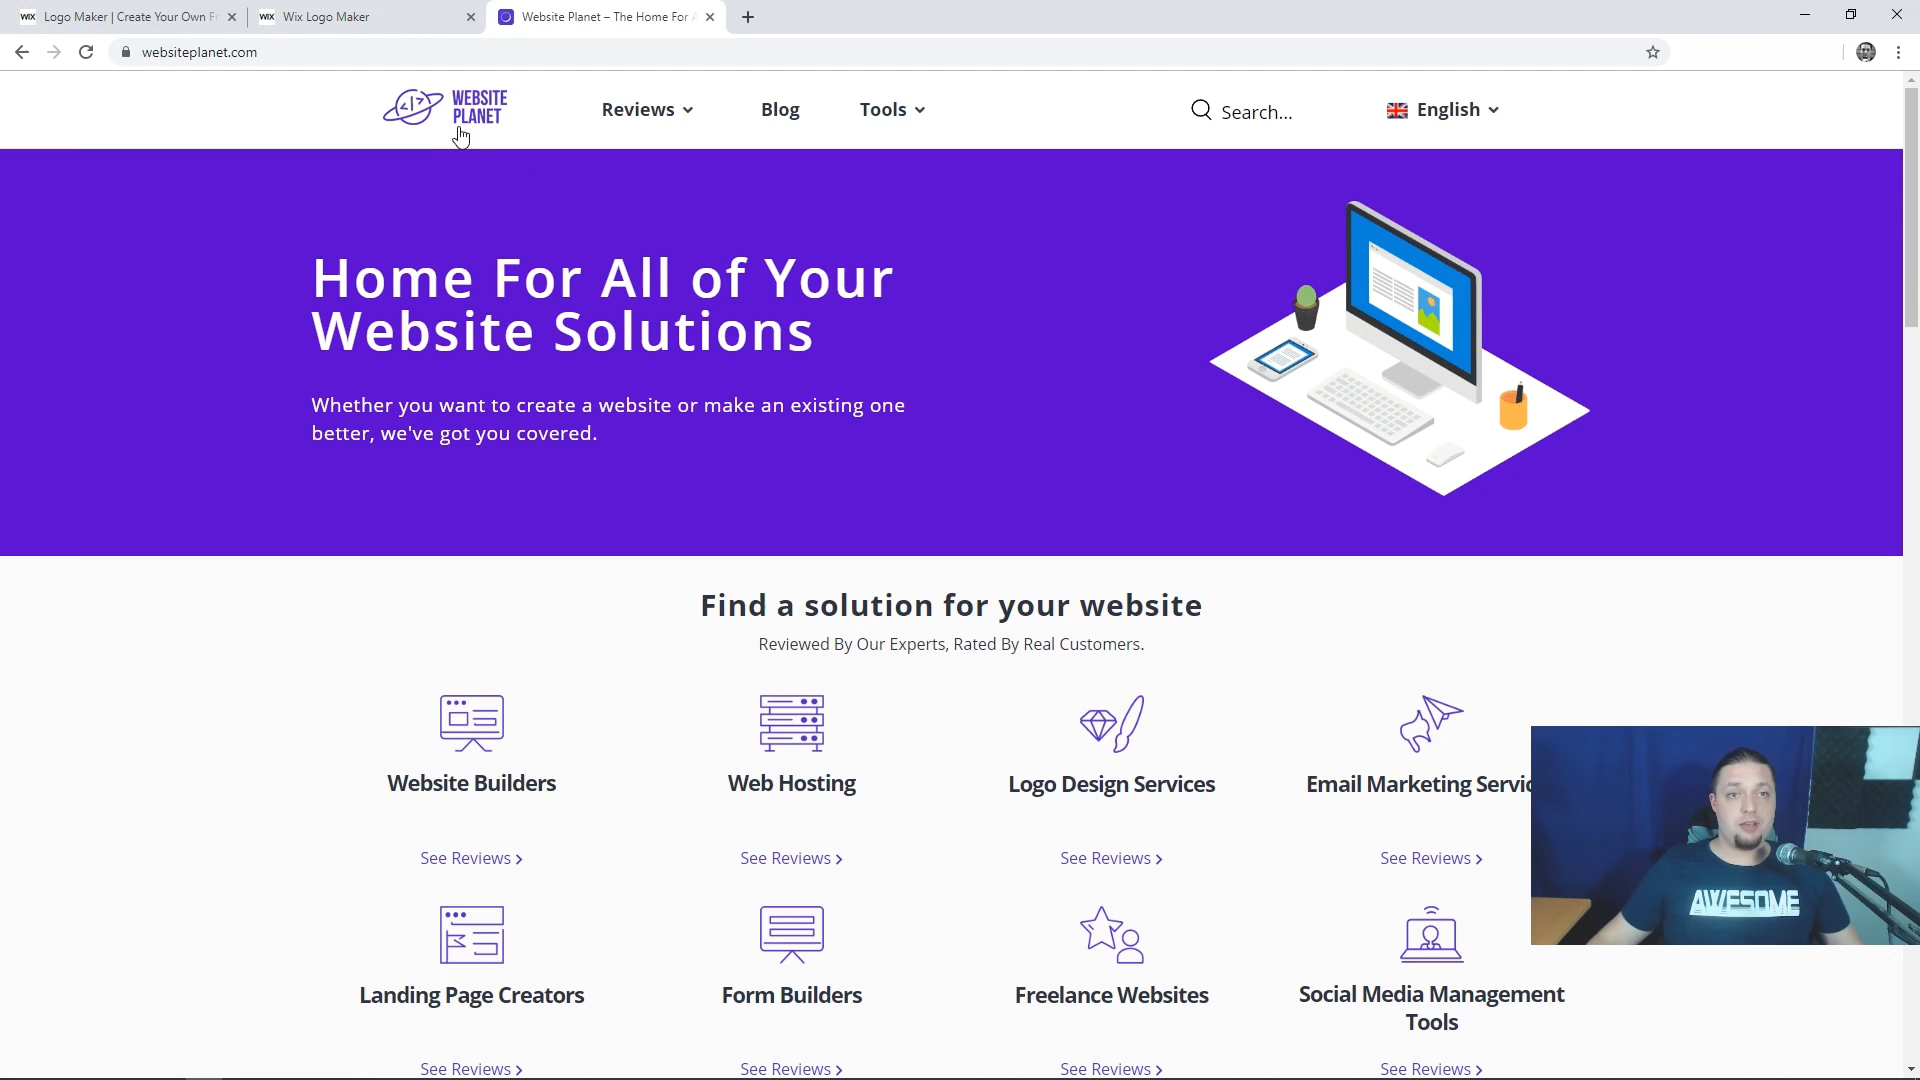 WIX Logo Maker | Create Your Own Fr
WIX Wix Logo Maker
Website Planet – The Home For A
websiteplanet.com
WEBSITE
PLANET
Reviews
Blog
Tools
Search...
English
Home For All of Your
Website Solutions
Whether you want to create a website or make an existing one
better, we've got you covered.
Find a solution for your website
Reviewed By Our Experts, Rated By Real Customers.
Website Builders
Web Hosting
Logo Design Services
Email Marketing Servic
See Reviews >
See Reviews >
See Reviews >
See Reviews >
AWESOME
Landing Page Creators
Form Builders
Freelance Websites
Social Media Management
Tools
See Reviews >
See Reviews >
See Reviews >
See Reviews >